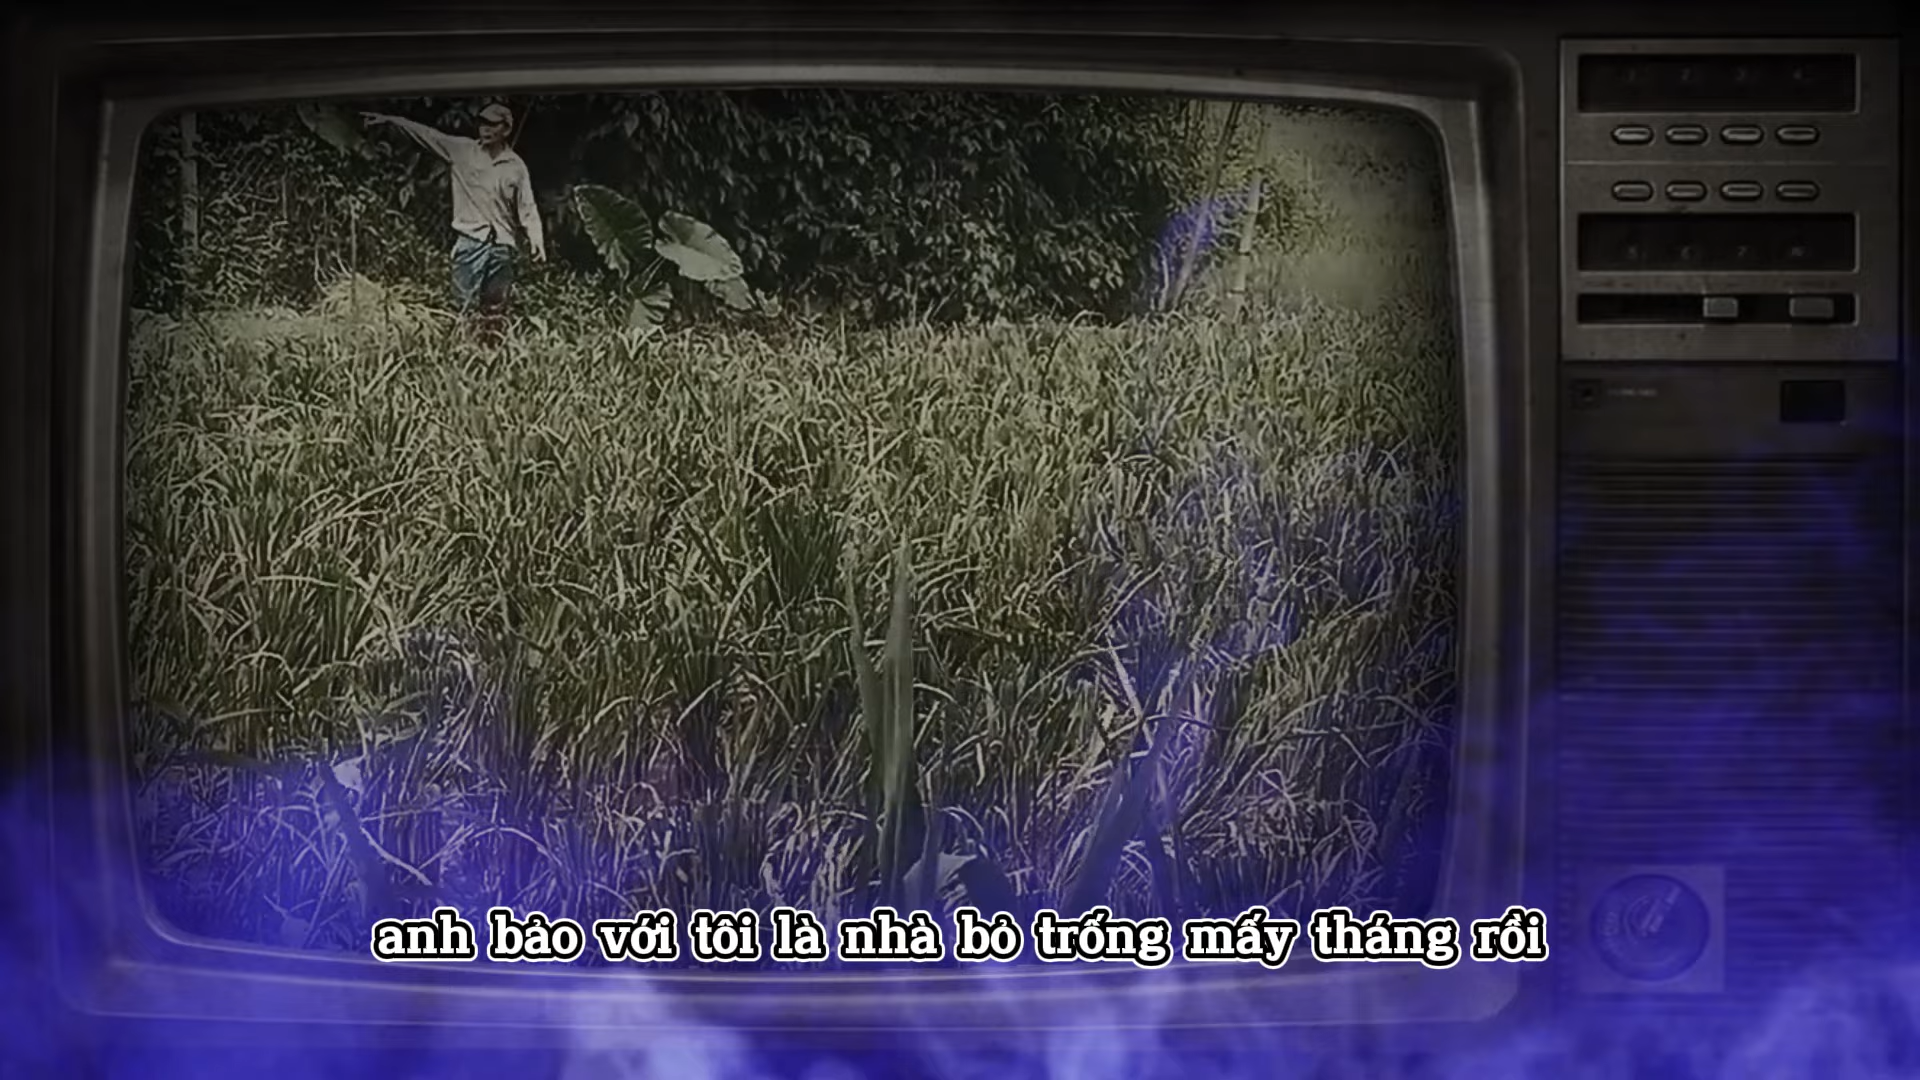 anh bảo với tôi là nhà bỏ trống mấy tháng rồi